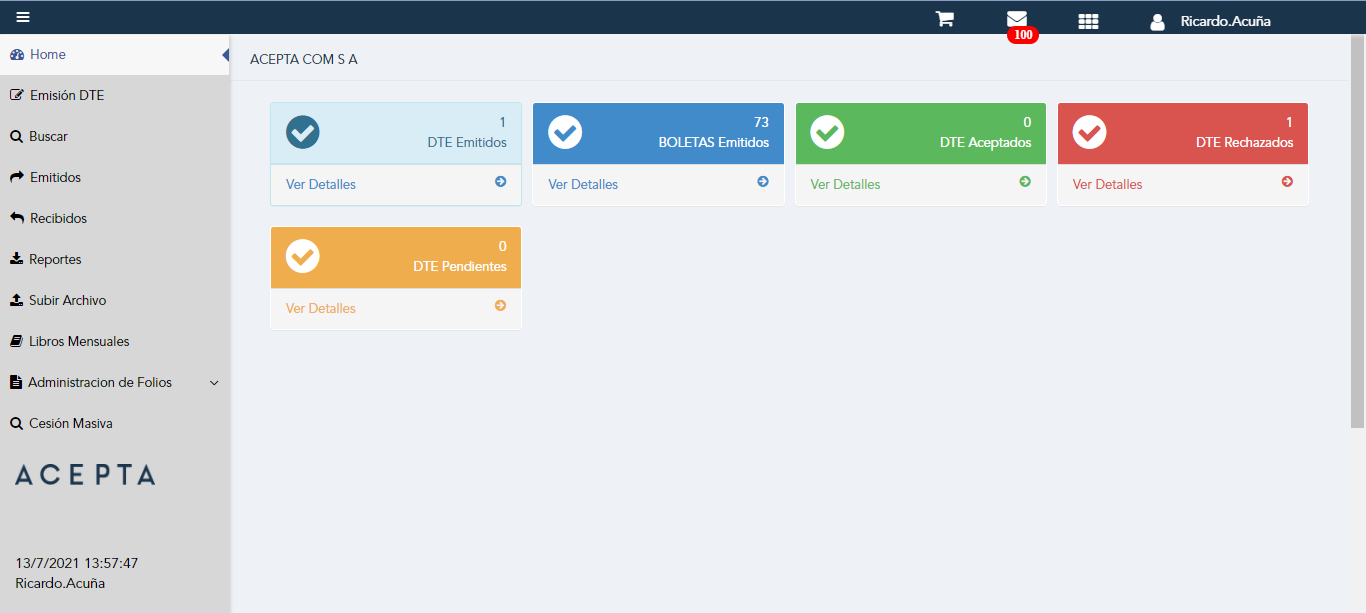 100
Ricardo.Acuña
Home
ACEPTA COM S A
Emisión DTE
Buscar
Emitidos
Recibidos
Reportes
Subir Archivo
Libros Mensuales
Administracion de Folios
Cesión Masiva
ACEPTA
13/7/2021 13:57:47
Ricardo.Acuña
1
DTE Emitidos
Ver Detalles
73
BOLETAS Emitidos
Ver Detalles
0
DTE Aceptados
Ver Detalles
1
DTE Rechazados
Ver Detalles
0
DTE Pendientes
Ver Detalles